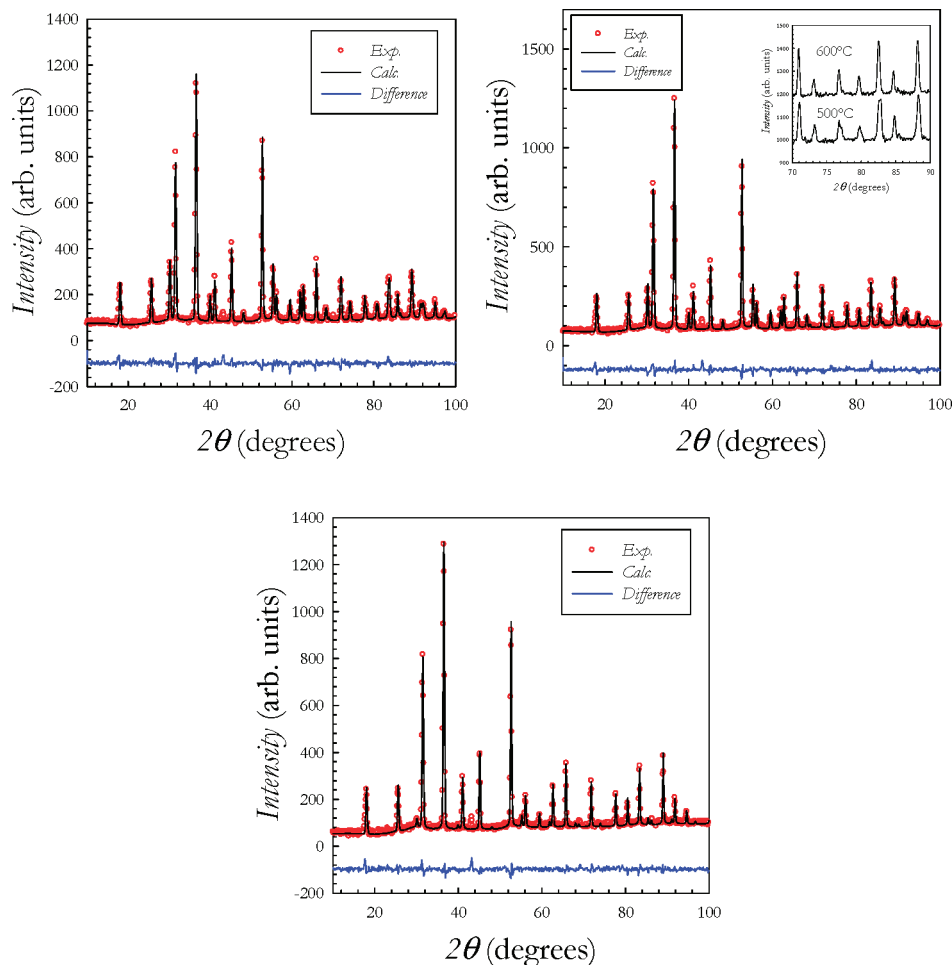 1400
1200
1000
800
600
400
200
0
-200
Intensity (arb. units)
Exp.
Calc.
Difference
20 40 60 80 100
2θ (degrees)
1500
1000
500
0
Intensity (arb. units)
Exp.
Calc.
Difference
20 40 60 80 100
2θ (degrees)
1500
1400
1300
1200
1100
1000
900
Intensity (arb. units)
600°C
500°C
70 75 80 85 90
2θ (degrees)
1400
1200
1000
800
600
400
200
0
-200
Intensity (arb. units)
Exp.
Calc.
Difference
20 40 60 80 100
2θ (degrees)